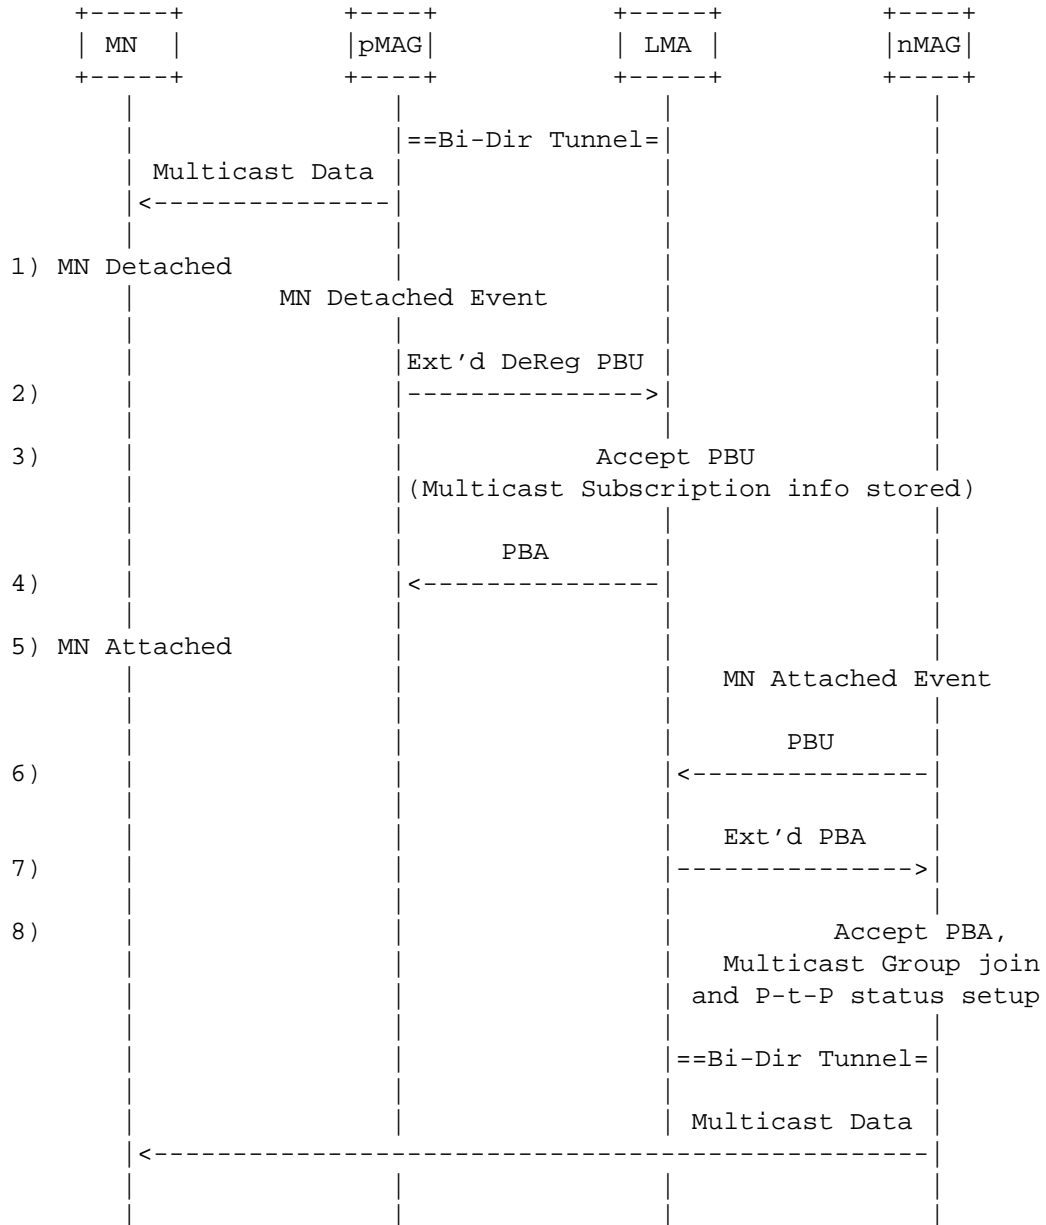 MN pMAG LMA nMAG
==Bi-Dir Tunnel=
Multicast Data
1) MN Detached
MN Detached Event
Ext'd DeReg PBU
2)
3) Accept PBU
(Multicast Subscription info stored)
PBA
4)
5) MN Attached
MN Attached Event
PBU
6)
Ext'd PBA
7)
8) Accept PBA,
Multicast Group join
and P-t-P status setup
==Bi-Dir Tunnel=
Multicast Data